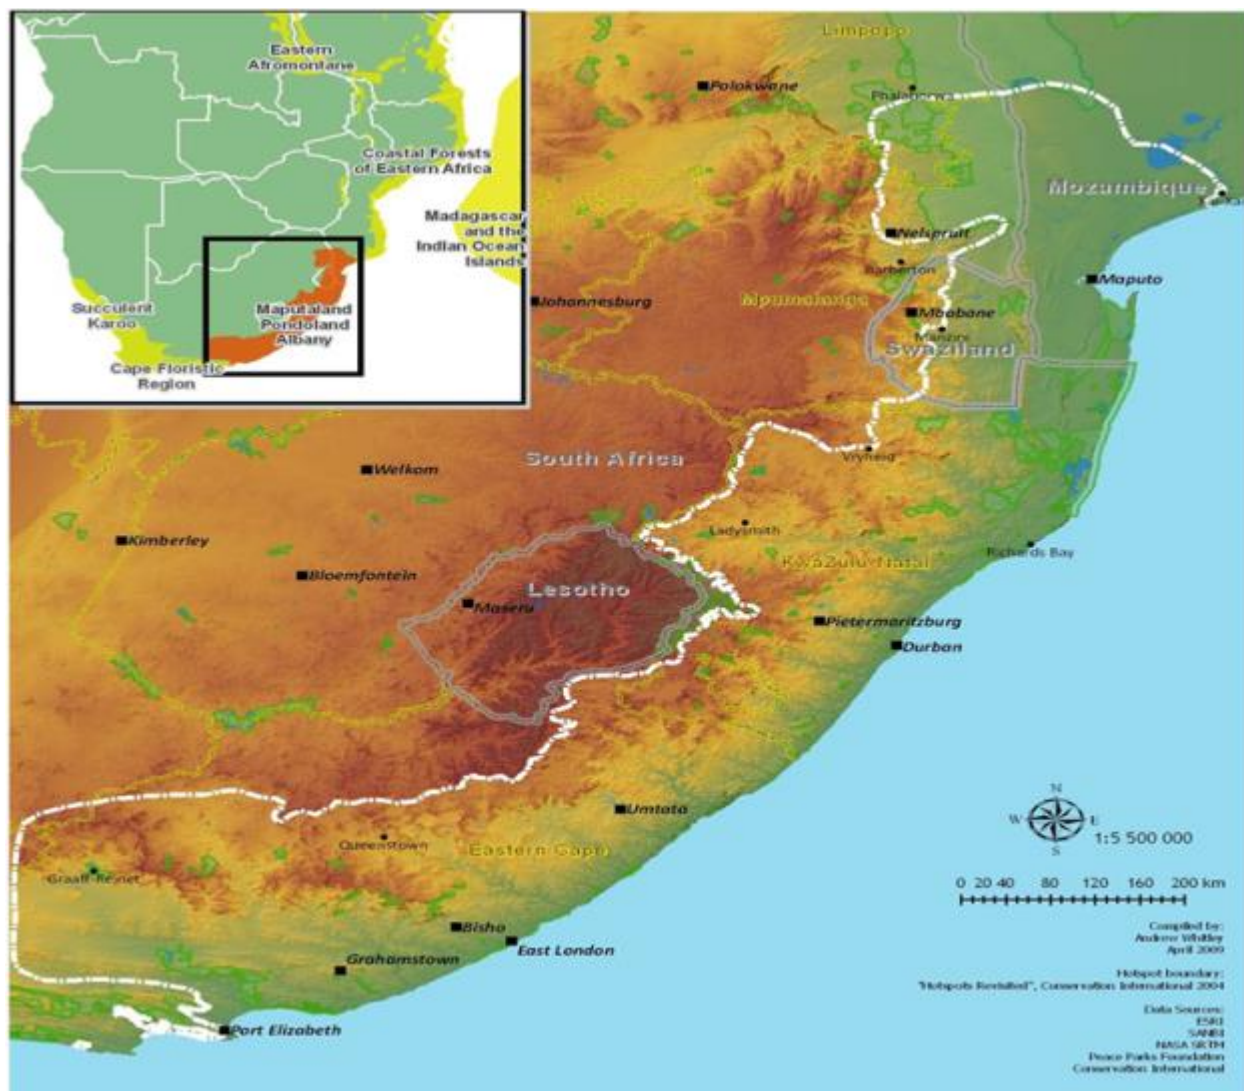 Eastern
Afromontane
Coastal Forests
of Eastern Africa
Madagascar
and the
Indian Ocean
Islands
Succulent
Karoo
Maputaland
Pondoland
Albany
Cape Floristic
Region
Limpopo
Polokwane
Phalaborwa
Mozambique
Nelspruit
Barberton
Maputo
Johannesburg
Mpumalanga
Mbabane
Manzini
Swaziland
South Africa
Welkom
Vryheid
Kimberley
Ladysmith
Richards Bay
Bloemfontein
KwaZulu-Natal
Lesotho
Maseru
Pietermaritzburg
Durban
Umtata
Queenstown
Eastern Cape
Graaff-Reinet
Bisho
East London
Grahamstown
Port Elizabeth
N
W E
S
1:5 500 000
0 20 40 80 120 160 200 km
Compiled by:
Andrew Whitley
April 2009
Hotspot boundary:
"Hotspots Revisited", Conservation International 2004
Data Sources:
ESRI
SANBI
NASA SRTM
Peace Parks Foundation
Conservation International